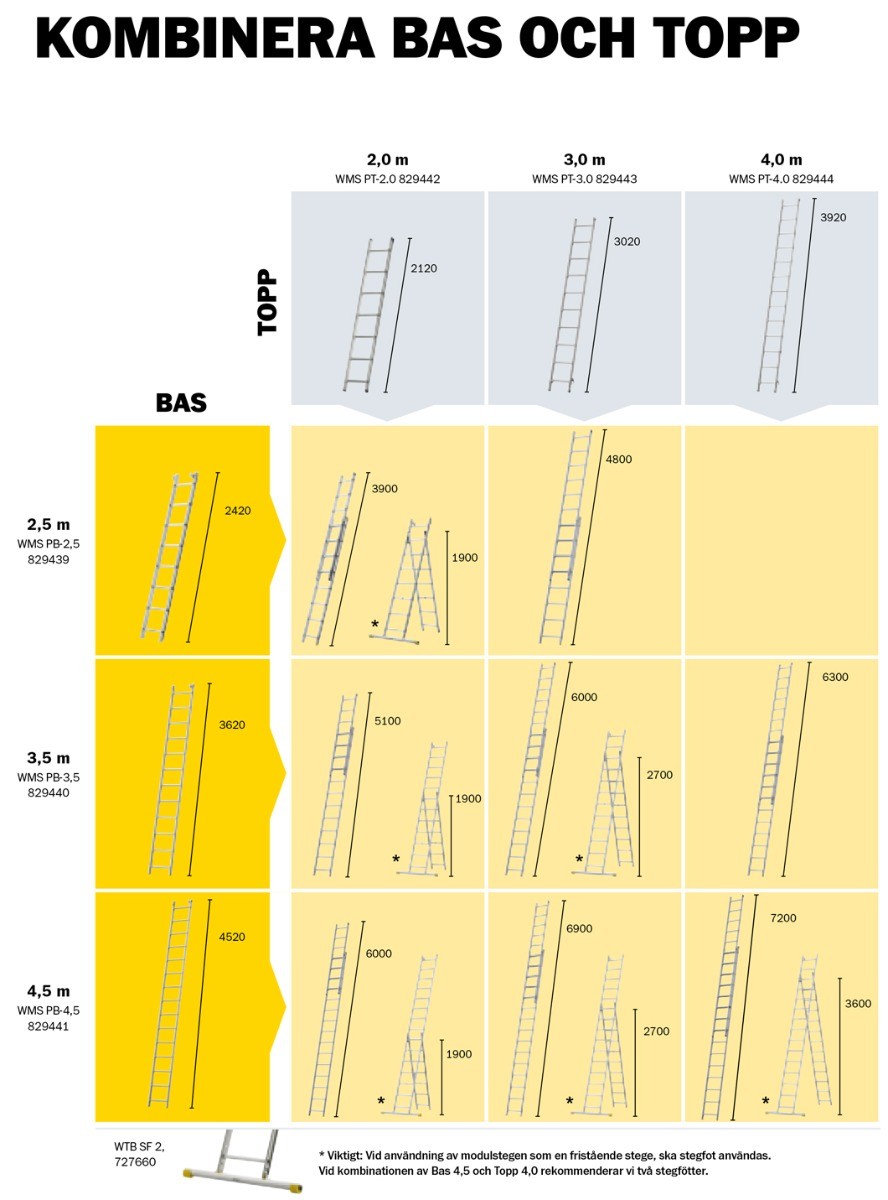 KOMBINERA BAS OCH TOPP
2,0 m
WMS PT-2.0 829442
3,0 m
WMS PT-3.0 829443
4,0 m
WMS PT-4.0 829444
TOPP
2120
3020
3920
BAS
2,5 m
WMS PB-2,5
829439
2420
3900
1900
*
4800
3,5 m
WMS PB-3,5
829440
3620
5100
1900
*
6000
2700
*
6300
4,5 m
WMS PB-4,5
829441
4520
6000
1900
*
6900
2700
*
7200
3600
*
WTB SF 2,
727660
* Viktigt: Vid användning av modulstegen som en fristående stege, ska stegfot användas.
Vid kombinationen av Bas 4,5 och Topp 4,0 rekommenderar vi två stegfötter.